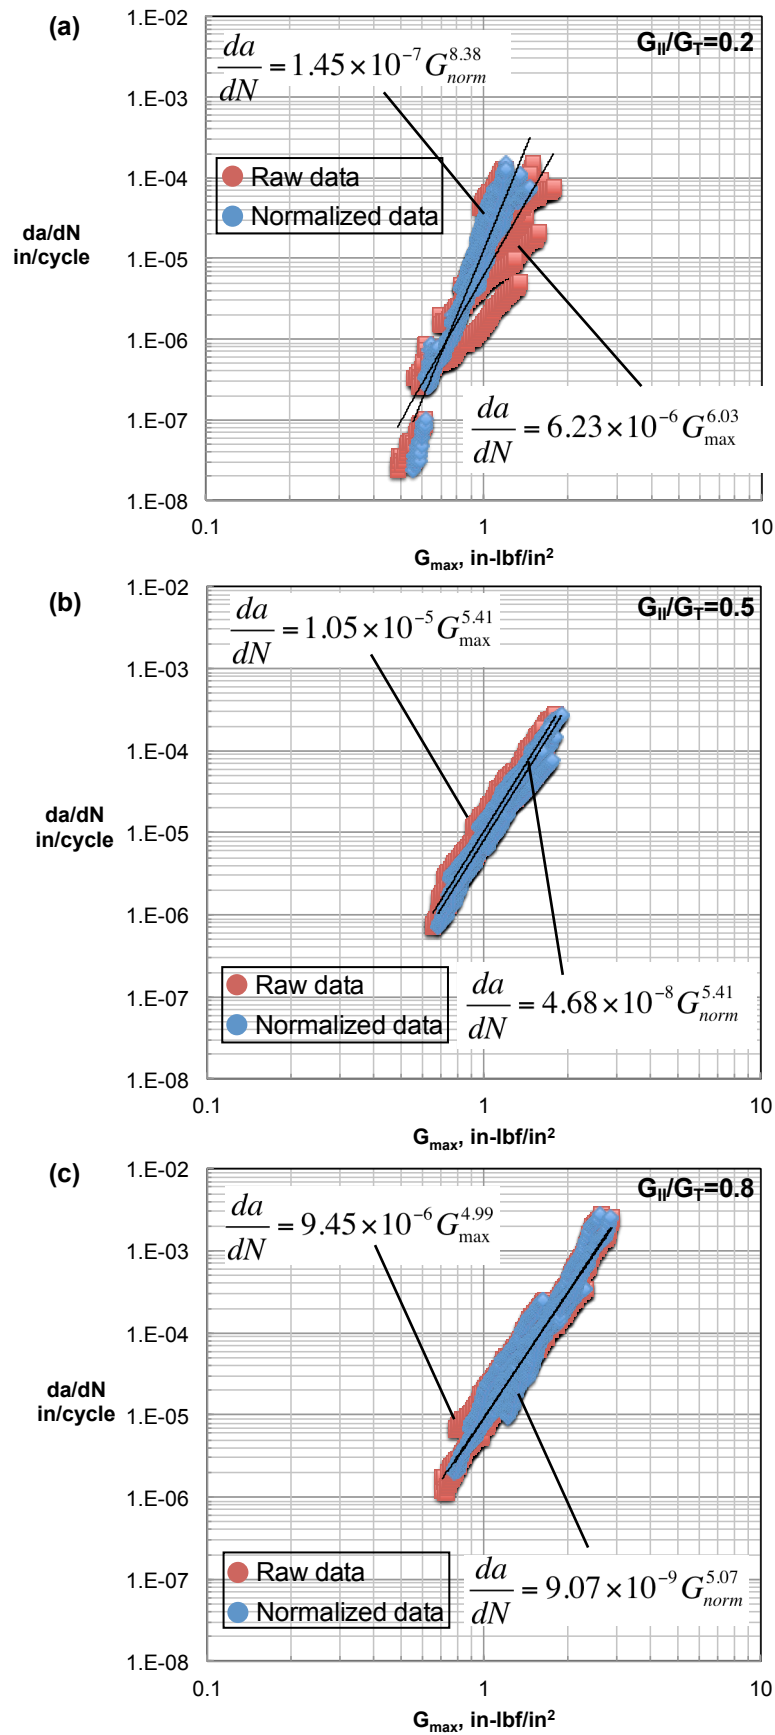 (a)
G_II/G_T=0.2
da/dN = 1.45×10^-7 G_norm^8.38
Raw data
Normalized data
da/dN = 6.23×10^-6 G_max^6.03
da/dN
in/cycle
1.E-02
1.E-03
1.E-04
1.E-05
1.E-06
1.E-07
1.E-08
0.1 1 10
G_max, in-lbf/in²
(b)
G_II/G_T=0.5
da/dN = 1.05×10^-5 G_max^5.41
Raw data
Normalized data
da/dN = 4.68×10^-8 G_norm^5.41
da/dN
in/cycle
1.E-02
1.E-03
1.E-04
1.E-05
1.E-06
1.E-07
1.E-08
0.1 1 10
G_max, in-lbf/in²
(c)
G_II/G_T=0.8
da/dN = 9.45×10^-6 G_max^4.99
Raw data
Normalized data
da/dN = 9.07×10^-9 G_norm^5.07
da/dN
in/cycle
1.E-02
1.E-03
1.E-04
1.E-05
1.E-06
1.E-07
1.E-08
0.1 1 10
G_max, in-lbf/in²